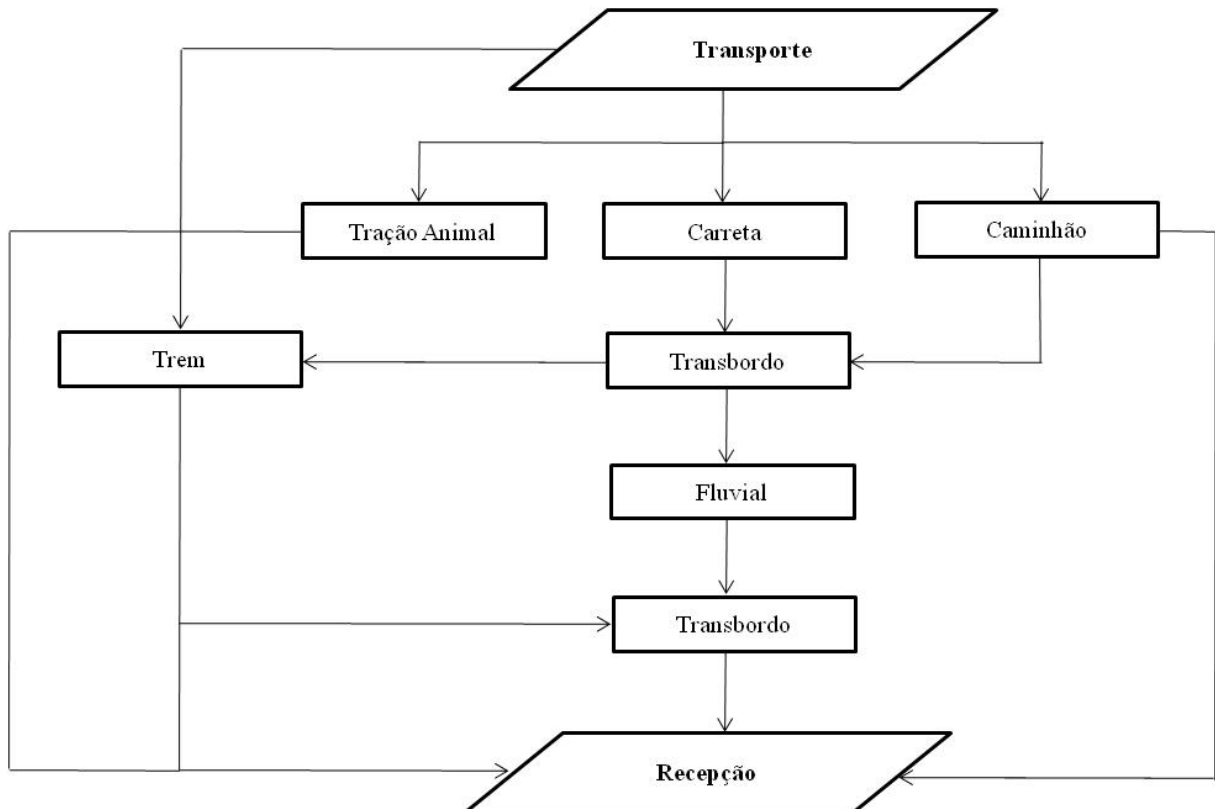 Transporte
Tração Animal
Carreta
Caminhão
Trem
Transbordo
Fluvial
Transbordo
Recepção